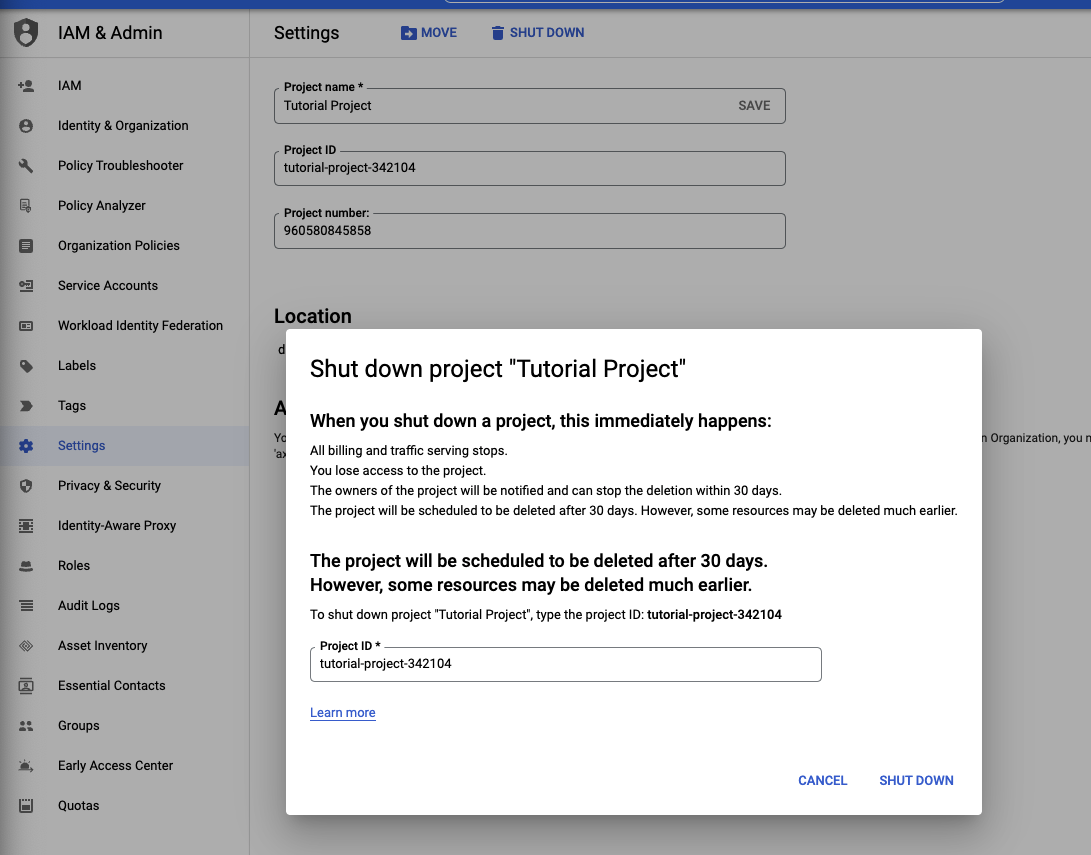 IAM & Admin
Settings
MOVE
SHUT DOWN
IAM
Identity & Organization
Policy Troubleshooter
Policy Analyzer
Organization Policies
Service Accounts
Workload Identity Federation
Labels
Tags
Settings
Privacy & Security
Identity-Aware Proxy
Roles
Audit Logs
Asset Inventory
Essential Contacts
Groups
Early Access Center
Quotas
Project name *
Tutorial Project
SAVE
Project ID
tutorial-project-342104
Project number:
960580845858
Location
n Organization, you
Shut down project "Tutorial Project"
When you shut down a project, this immediately happens:
All billing and traffic serving stops.
You lose access to the project.
The owners of the project will be notified and can stop the deletion within 30 days.
The project will be scheduled to be deleted after 30 days. However, some resources may be deleted much earlier.
The project will be scheduled to be deleted after 30 days.
However, some resources may be deleted much earlier.
To shut down project "Tutorial Project", type the project ID: tutorial-project-342104
Project ID *
tutorial-project-342104
Learn more
CANCEL
SHUT DOWN